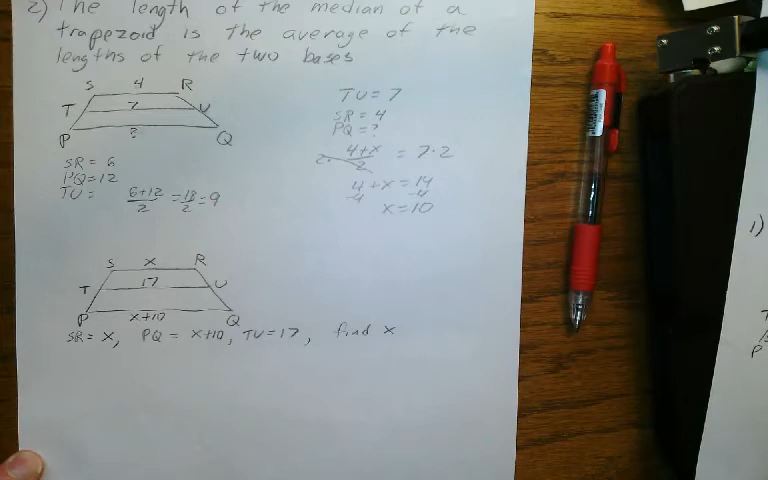 2) The length of the median of a
trapezoid is the average of the
lengths of the two bases
S 4 R
T 7 U
P ? Q
SR = 6
PQ = 12
TU = 6+12/2 = 18/2 = 9
TU = 7
SR = 4
PQ = ?
2· 4+x/2 = 7·2
4+x = 14
-4 -4
x = 10
S x R
T 17 U
P x+10 Q
SR = x, PQ = x+10, TU = 17, find x
1)
P